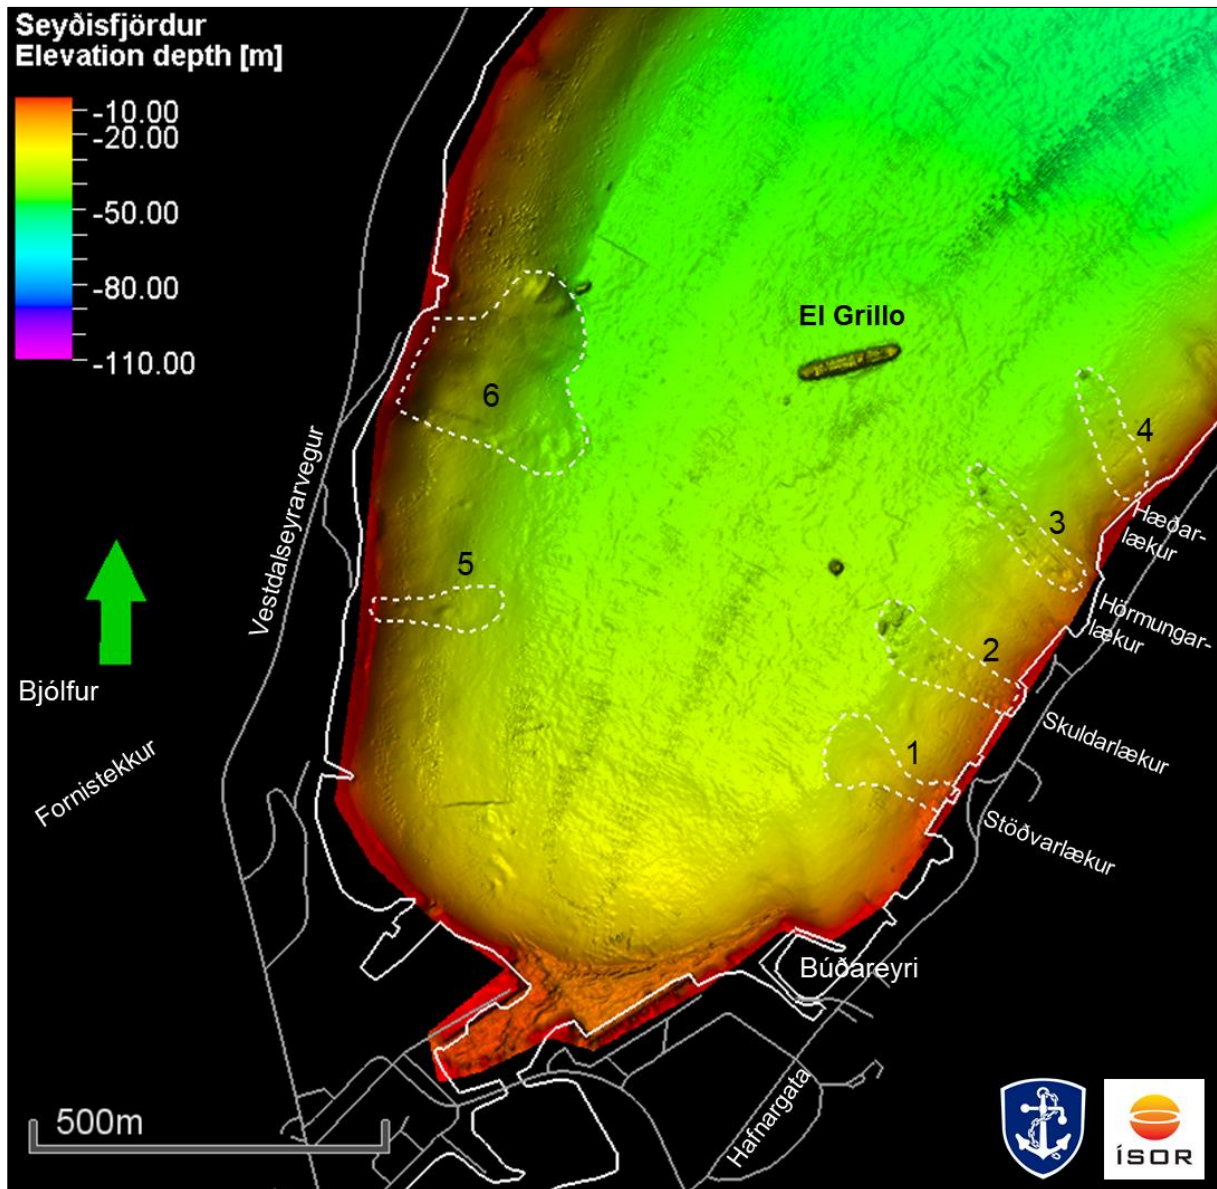 Seyðisfjördur
Elevation depth [m]
-10.00
-20.00
-50.00
-80.00
-110.00
El Grillo
6
4
3
Hæðar-
lækur
5
Hörmungar-
lækur
2
1
Vestdalseyrarvegur
Bjólfur
Fornistekkur
Skuldarlækur
Stöðvarlækur
Búðareyri
Hafnargata
500m
ÍSOR